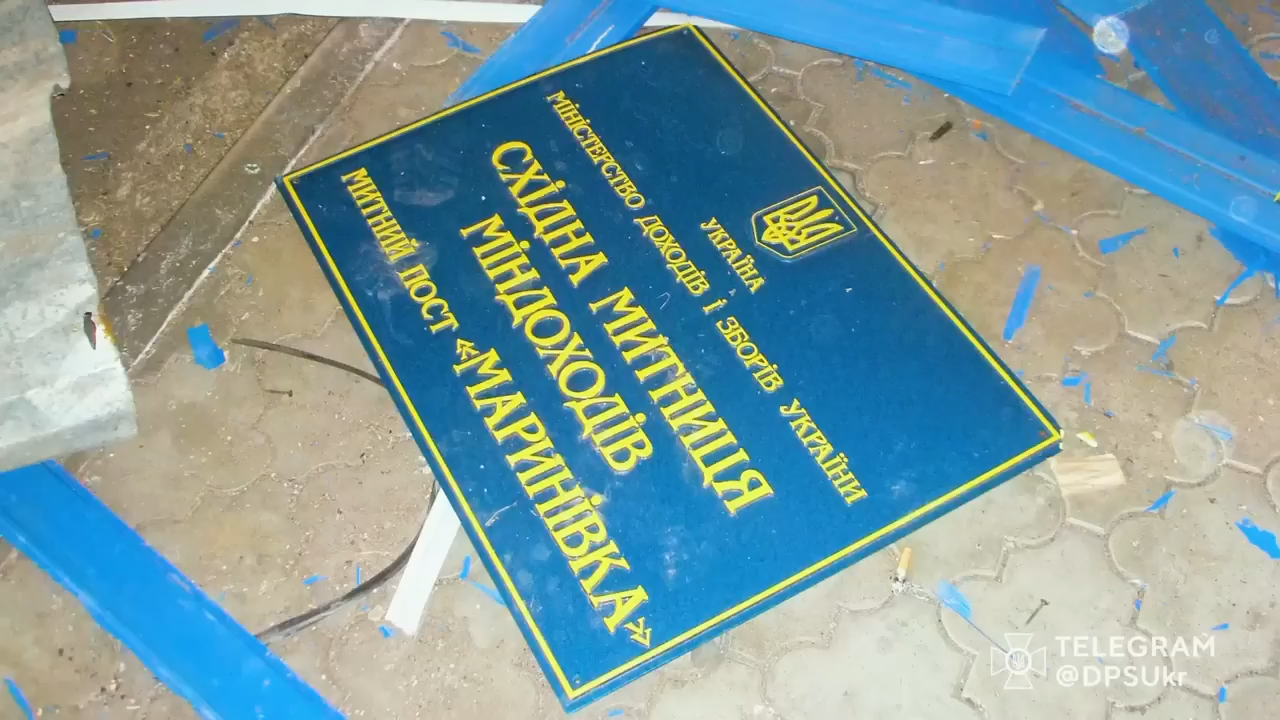 УКРАЇНА
МІНІСТЕРСТВО ДОХОДІВ І ЗБОРІВ УКРАЇНИ
СХІДНА МИТНИЦЯ
МІНДОХОДІВ
МИТНИЙ ПОСТ «МАРИНІВКА»
TELEGRAM
@DPSUkr